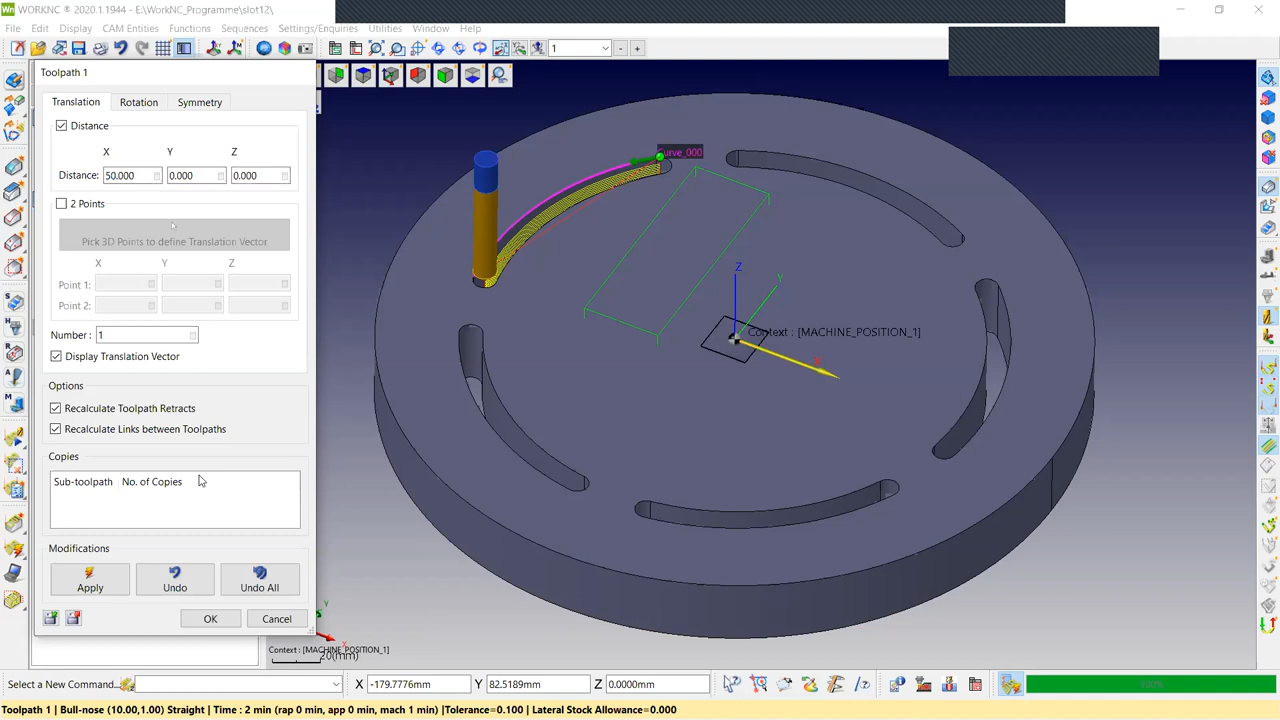 WORKNC ® 2020.1.1944 - E:\WorkNC_Programme\slot12\
File Edit Display CAM Entities Functions Sequences Settings/Enquiries Utilities Window Help
1
Toolpath 1
Translation Rotation Symmetry
Distance
X Y Z
Distance: 50.000 0.000 0.000
2 Points
Pick 3D Points to define Translation Vector
X Y Z
Point 1:
Point 2:
Number : 1
Display Translation Vector
Options
Recalculate Toolpath Retracts
Recalculate Links between Toolpaths
Copies
Sub-toolpath No. of Copies
Modifications
Apply Undo Undo All
OK Cancel
Curve_000
Z
Y
X
Context : [MACHINE_POSITION_1]
Y
X
Context : [MACHINE_POSITION_1]
20(mm)
Select a New Command... X -179.7776mm Y 82.5189mm Z 0.0000mm 100%
Toolpath 1 | Bull-nose (10.00,1.00) Straight | Time : 2 min (rap 0 min, app 0 min, mach 1 min) |Tolerance=0.100 | Lateral Stock Allowance=0.000